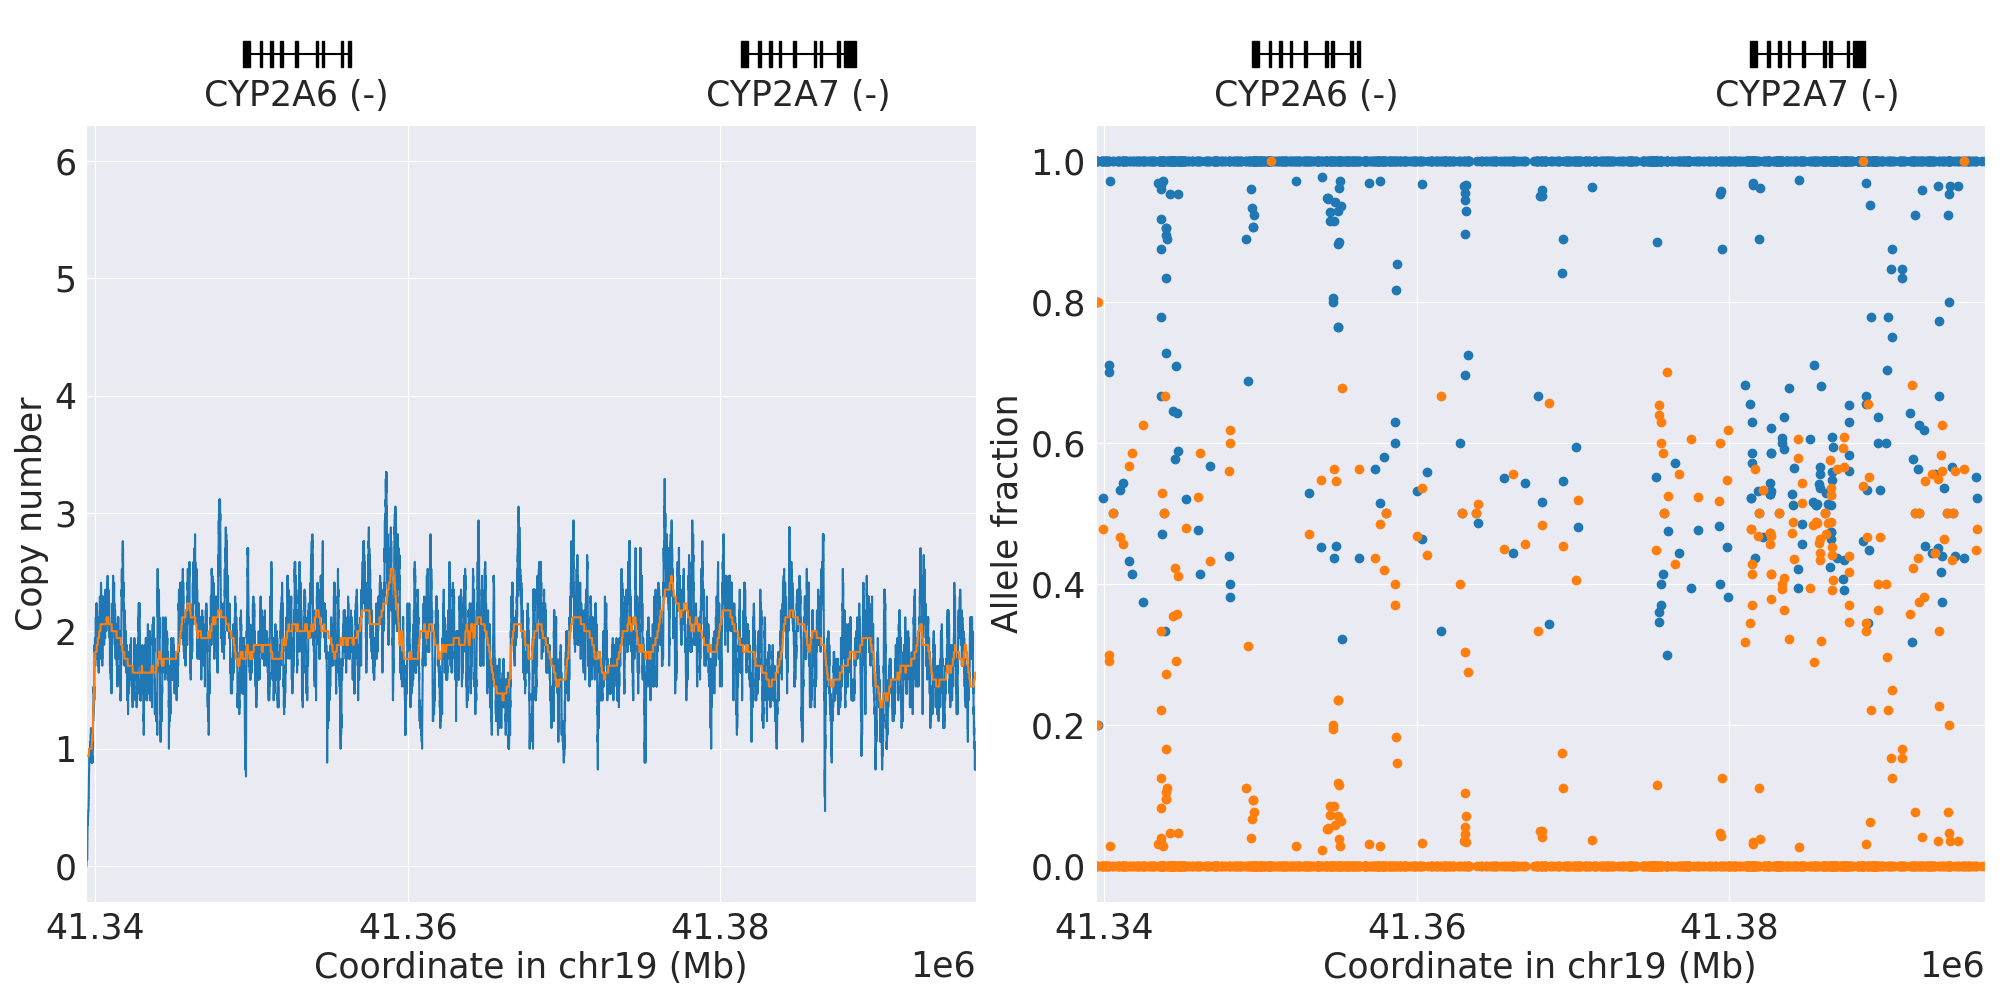 CYP2A6 (-)
CYP2A7 (-)
6
5
4
3
2
1
0
Copy number
41.34
41.36
41.38
Coordinate in chr19 (Mb)
1e6
CYP2A6 (-)
CYP2A7 (-)
1.0
0.8
0.6
0.4
0.2
0.0
Allele fraction
41.34
41.36
41.38
Coordinate in chr19 (Mb)
1e6